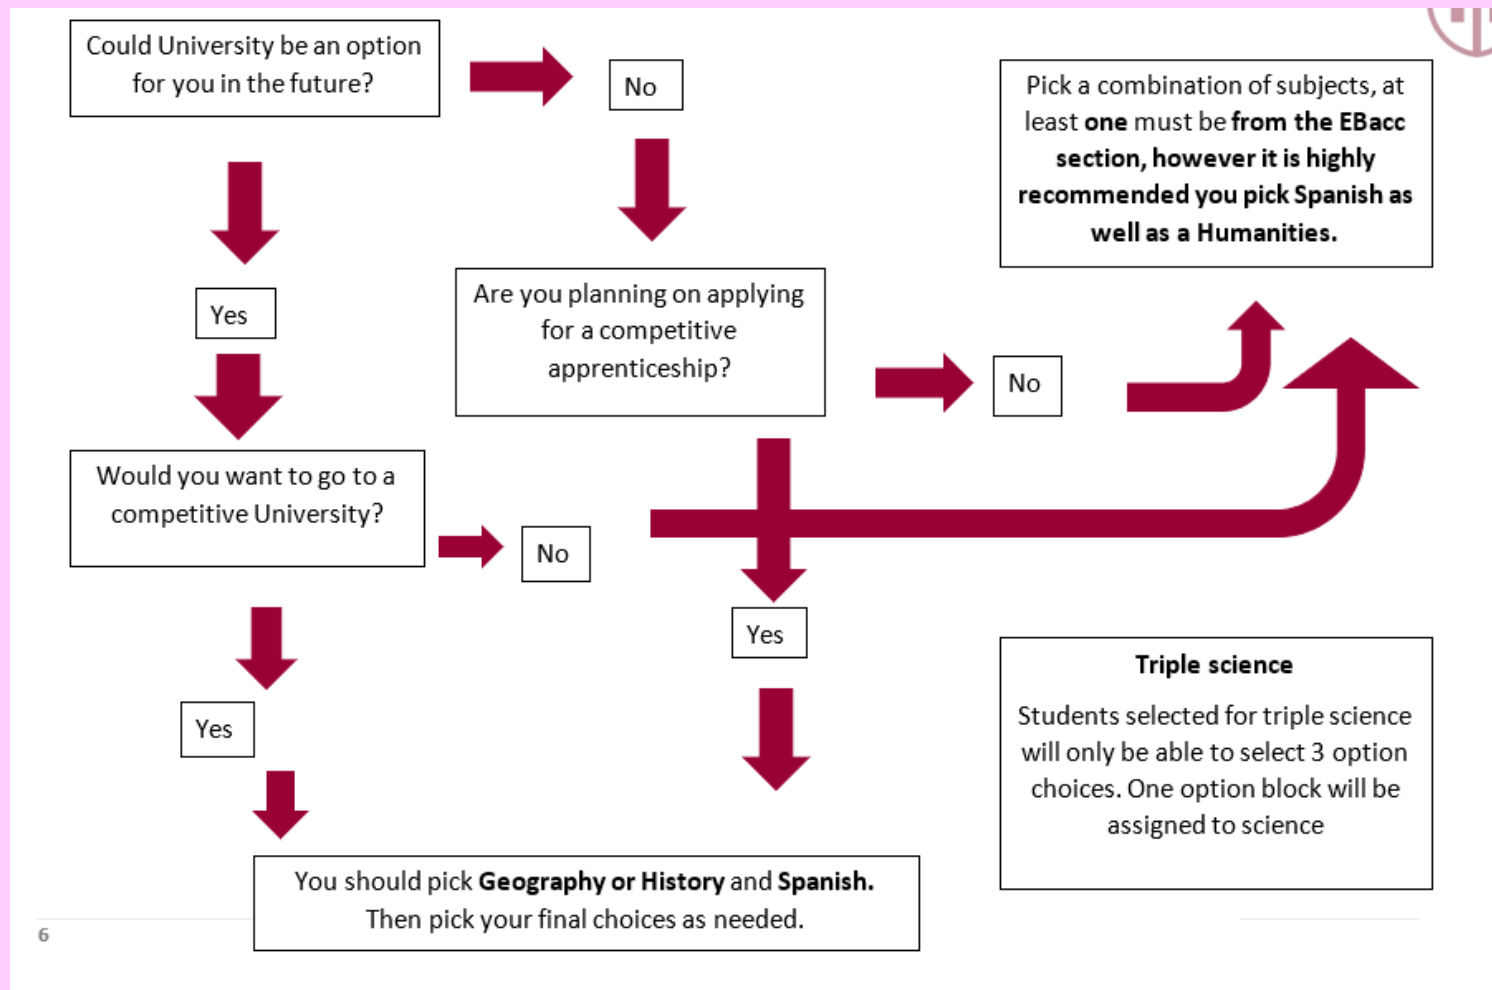 Could University be an option
for you in the future?
No
Pick a combination of subjects, at
least one must be from the EBacc
section, however it is highly
recommended you pick Spanish as
well as a Humanities.
Yes
Are you planning on applying
for a competitive
apprenticeship?
No
Would you want to go to a
competitive University?
No
Yes
Triple science
Students selected for triple science
will only be able to select 3 option
choices. One option block will be
assigned to science
Yes
You should pick Geography or History and Spanish.
Then pick your final choices as needed.
6